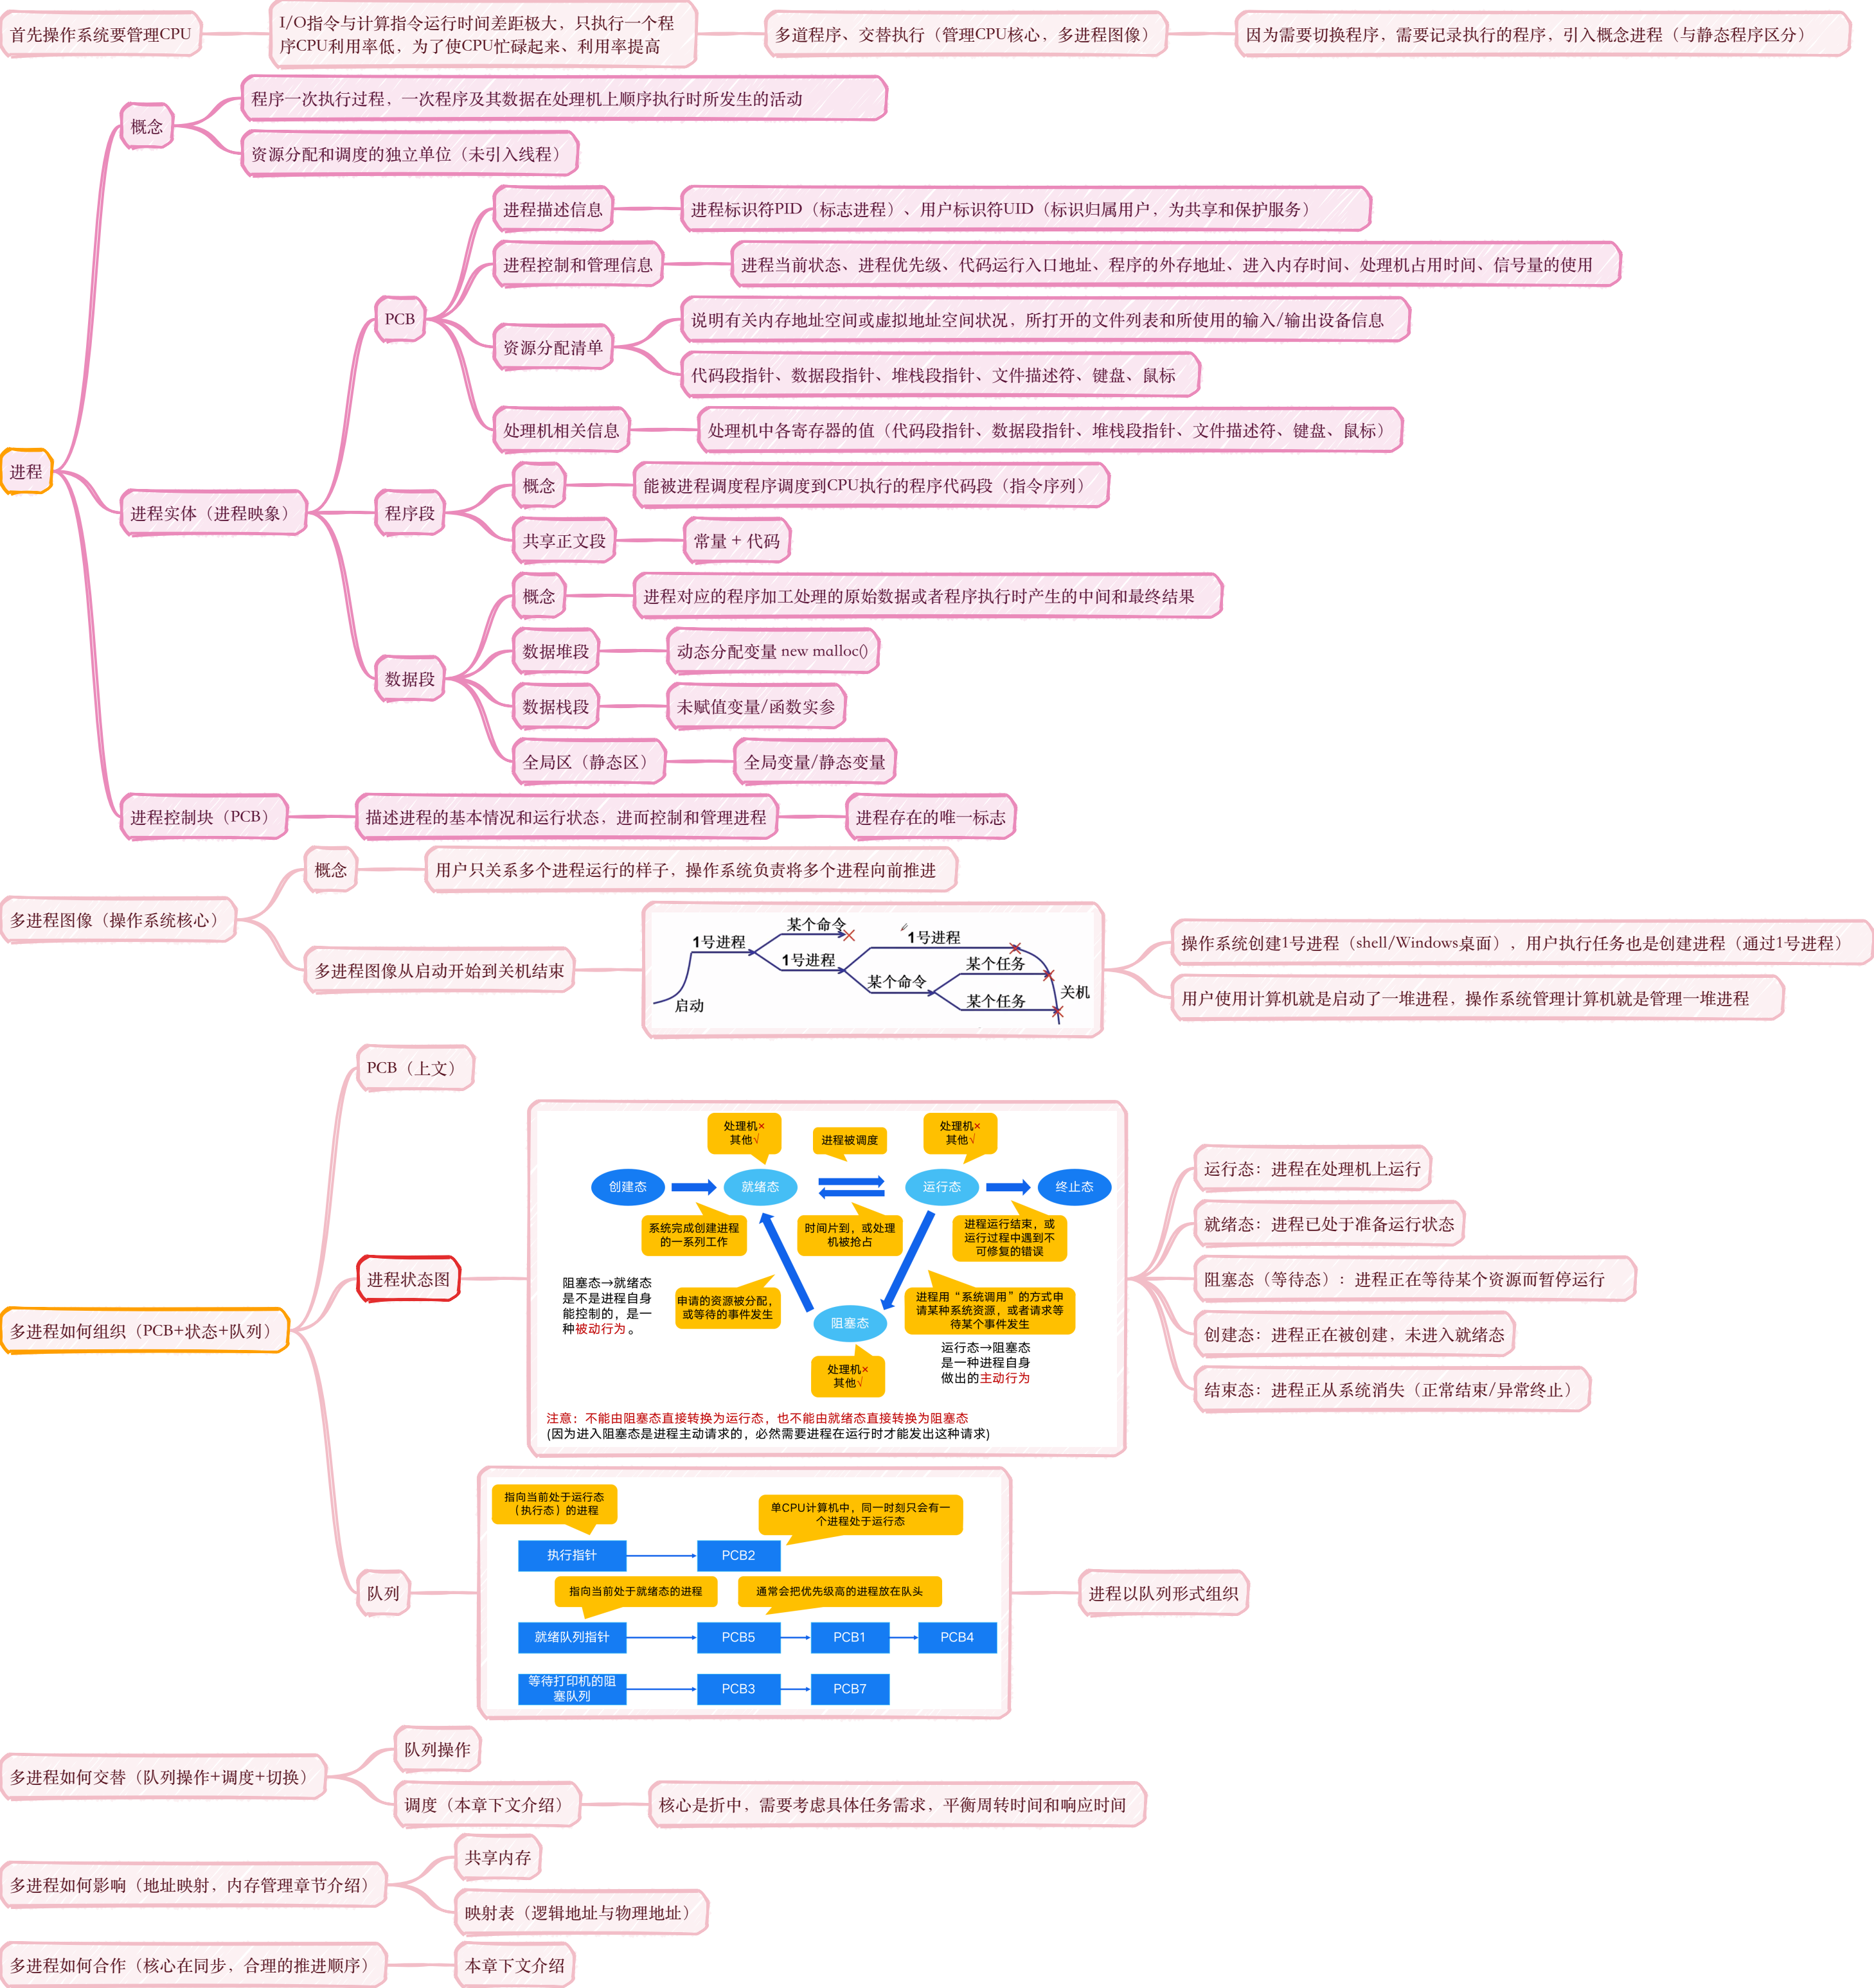 首先操作系统要管理CPU
I/O指令与计算指令运行时间差距极大，只执行一个程
序CPU利用率低，为了使CPU忙碌起来、利用率提高
多道程序、交替执行（管理CPU核心，多进程图像）
因为需要切换程序，需要记录执行的程序，引入概念进程（与静态程序区分）
进程
概念
程序一次执行过程，一次程序及其数据在处理机上顺序执行时所发生的活动
资源分配和调度的独立单位（未引入线程）
进程实体（进程映象）
PCB
进程描述信息
进程标识符PID（标志进程）、用户标识符UID（标识归属用户，为共享和保护服务）
进程控制和管理信息
进程当前状态、进程优先级、代码运行入口地址、程序的外存地址、进入内存时间、处理机占用时间、信号量的使用
资源分配清单
说明有关内存地址空间或虚拟地址空间状况，所打开的文件列表和所使用的输入/输出设备信息
代码段指针、数据段指针、堆栈段指针、文件描述符、键盘、鼠标
处理机相关信息
处理机中各寄存器的值（代码段指针、数据段指针、堆栈段指针、文件描述符、键盘、鼠标）
程序段
概念
能被进程调度程序调度到CPU执行的程序代码段（指令序列）
共享正文段
常量 + 代码
数据段
概念
进程对应的程序加工处理的原始数据或者程序执行时产生的中间和最终结果
数据堆段
动态分配变量 new malloc()
数据栈段
未赋值变量/函数实参
全局区（静态区）
全局变量/静态变量
进程控制块（PCB）
描述进程的基本情况和运行状态，进而控制和管理进程
进程存在的唯一标志
多进程图像（操作系统核心）
概念
用户只关系多个进程运行的样子，操作系统负责将多个进程向前推进
多进程图像从启动开始到关机结束
启动
1号进程
某个命令
1号进程
1号进程
某个命令
某个任务
某个任务
关机
操作系统创建1号进程（shell/Windows桌面），用户执行任务也是创建进程（通过1号进程）
用户使用计算机就是启动了一堆进程，操作系统管理计算机就是管理一堆进程
多进程如何组织（PCB+状态+队列）
PCB（上文）
进程状态图
处理机×
其他√
进程被调度
处理机×
其他√
创建态
就绪态
运行态
终止态
系统完成创建进程
的一系列工作
时间片到，或处理
机被抢占
进程运行结束，或
运行过程中遇到不
可修复的错误
阻塞态→就绪态
是不是进程自身
能控制的，是一
种被动行为。
申请的资源被分配，
或等待的事件发生
进程用“系统调用”的方式申
请某种系统资源，或者请求等
待某个事件发生
阻塞态
运行态→阻塞态
是一种进程自身
做出的主动行为
处理机×
其他√
注意：不能由阻塞态直接转换为运行态，也不能由就绪态直接转换为阻塞态
(因为进入阻塞态是进程主动请求的，必然需要进程在运行时才能发出这种请求)
运行态：进程在处理机上运行
就绪态：进程已处于准备运行状态
阻塞态（等待态）：进程正在等待某个资源而暂停运行
创建态：进程正在被创建，未进入就绪态
结束态：进程正从系统消失（正常结束/异常终止）
队列
指向当前处于运行态
（执行态）的进程
单CPU计算机中，同一时刻只会有一
个进程处于运行态
执行指针
PCB2
指向当前处于就绪态的进程
通常会把优先级高的进程放在队头
就绪队列指针
PCB5
PCB1
PCB4
等待打印机的阻
塞队列
PCB3
PCB7
进程以队列形式组织
多进程如何交替（队列操作+调度+切换）
队列操作
调度（本章下文介绍）
核心是折中，需要考虑具体任务需求，平衡周转时间和响应时间
多进程如何影响（地址映射，内存管理章节介绍）
共享内存
映射表（逻辑地址与物理地址）
多进程如何合作（核心在同步，合理的推进顺序）
本章下文介绍